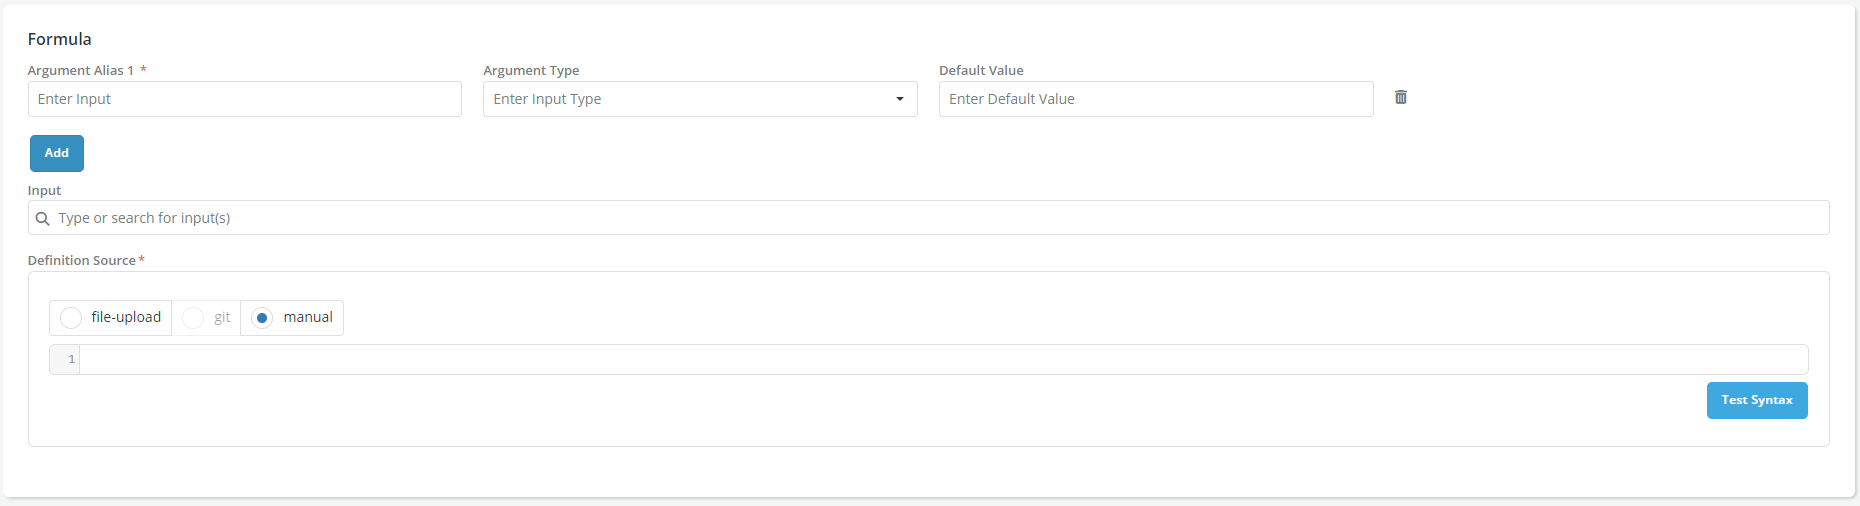 Formula
Argument Alias 1 * Argument Type Default Value
Enter Input Enter Input Type Enter Default Value
Add
Input
Type or search for input(s)
Definition Source*
file-upload git manual
1
Test Syntax